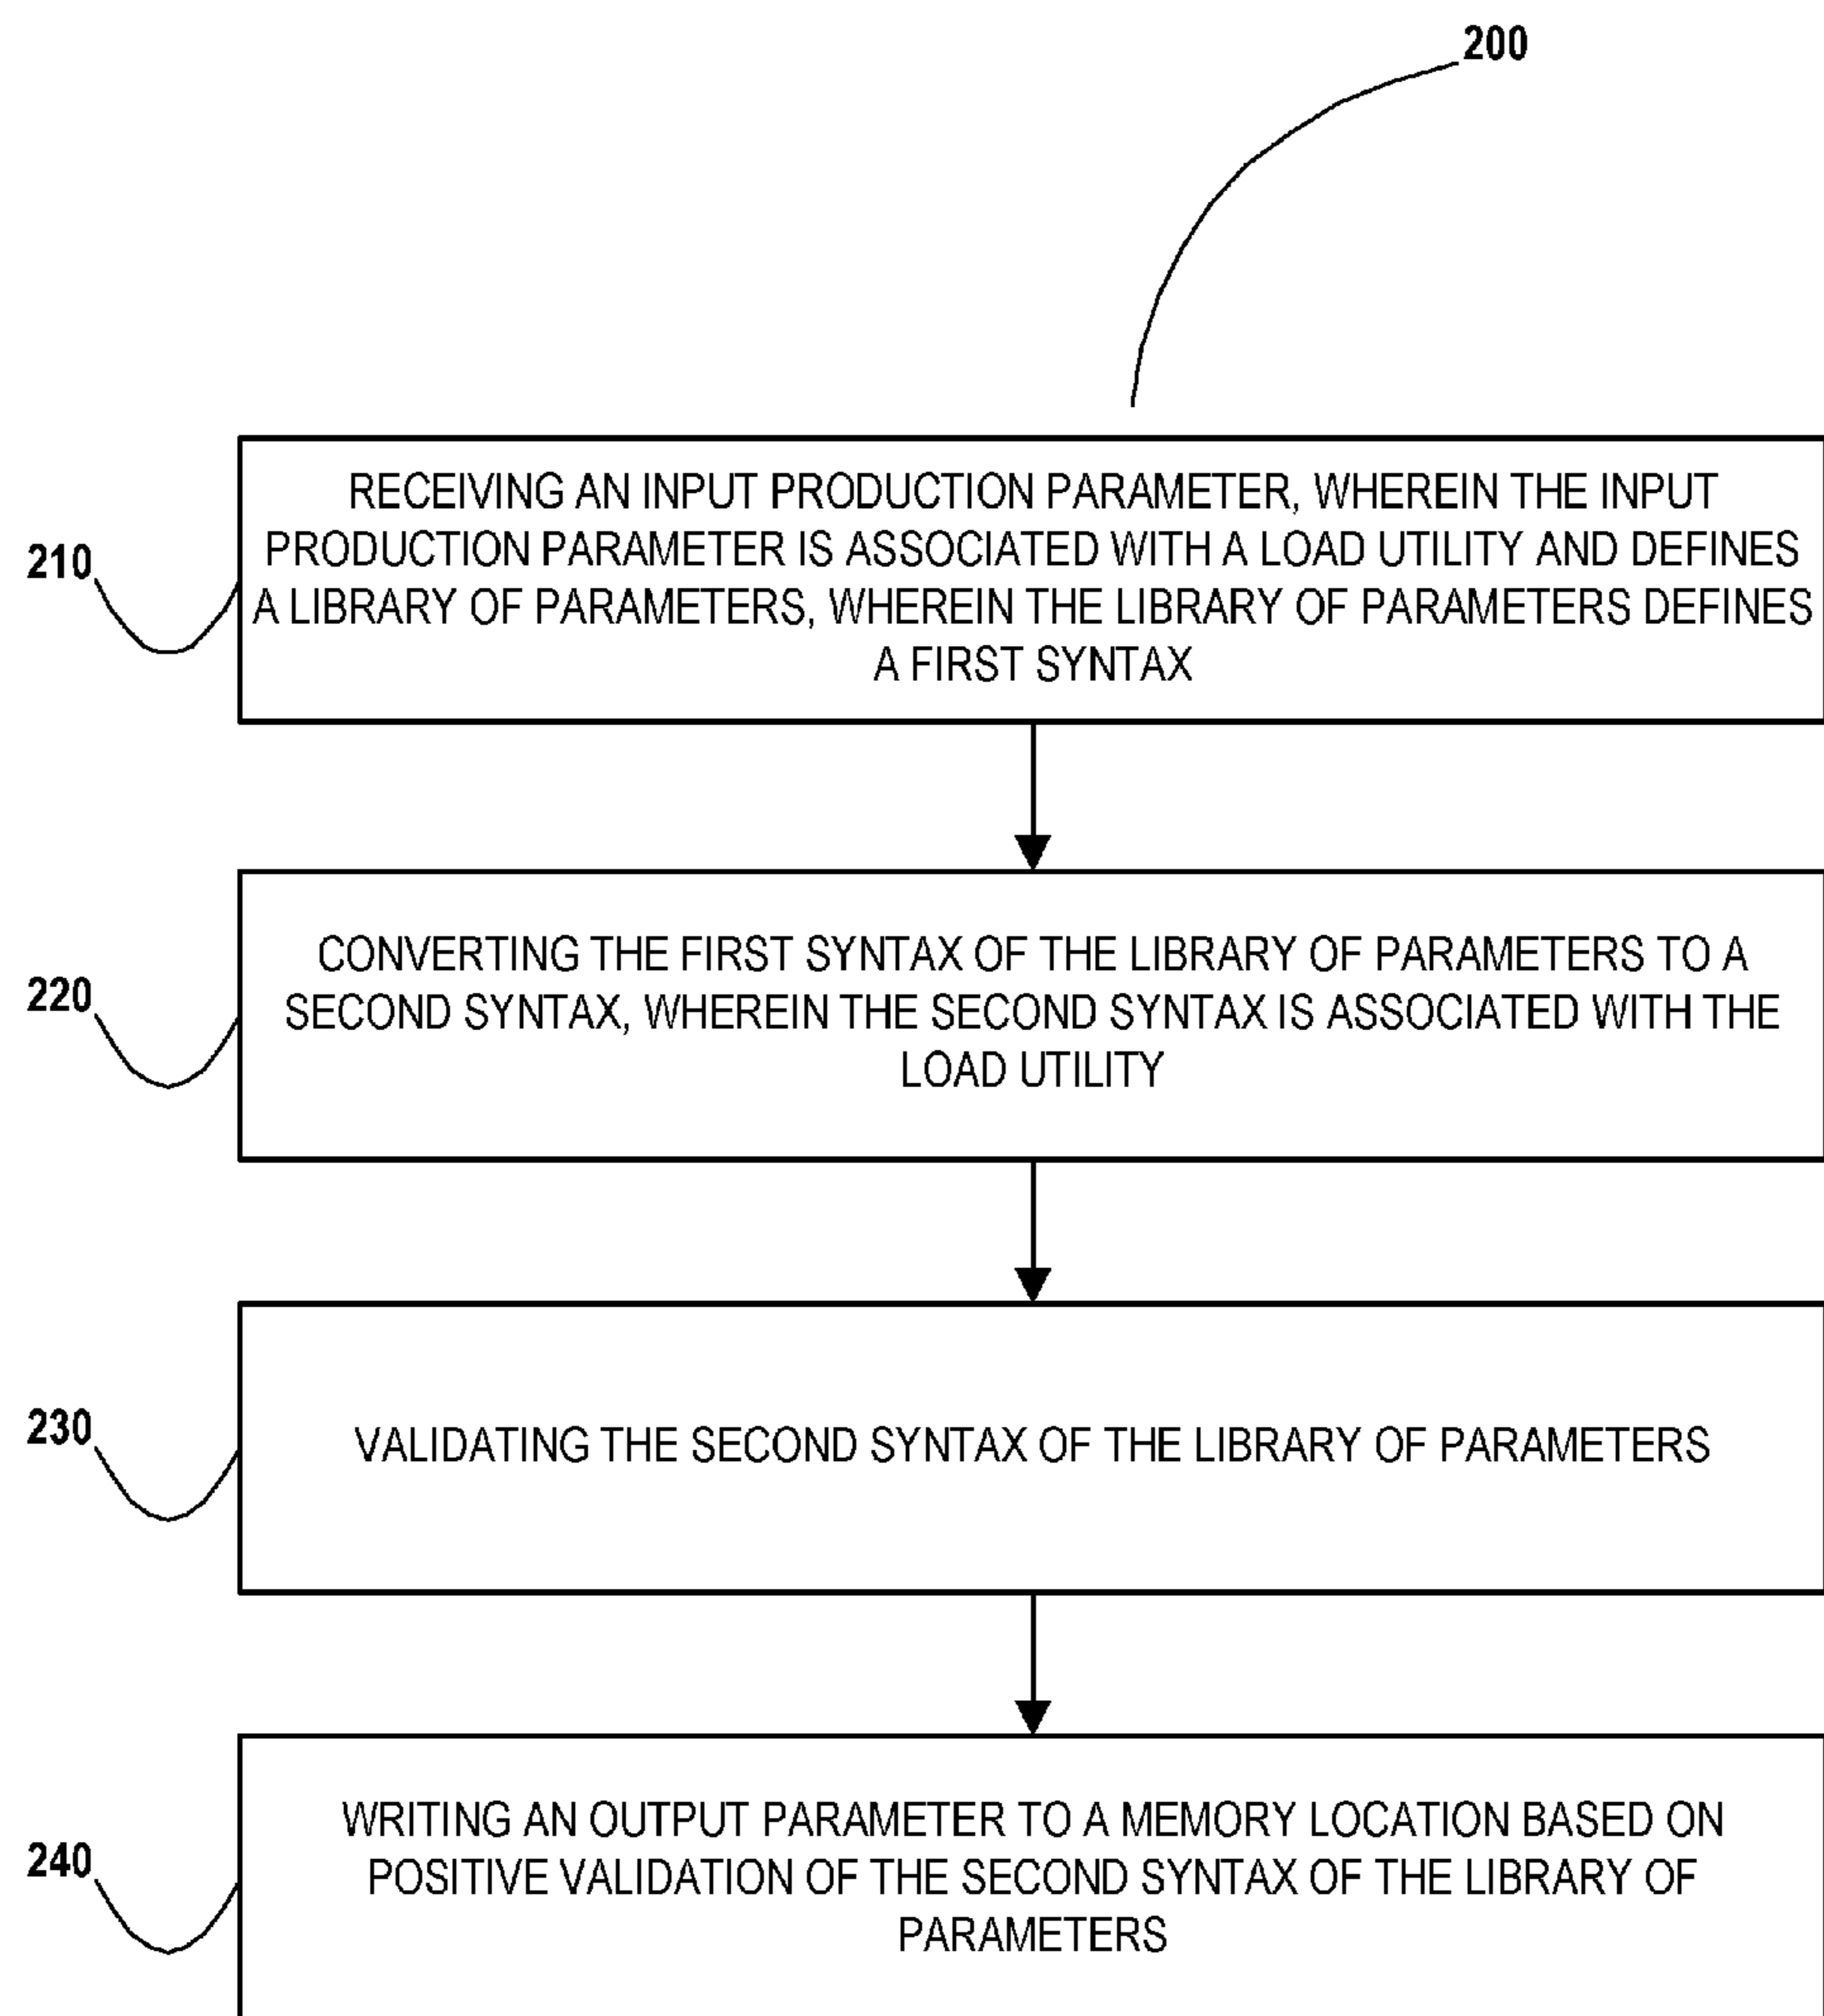 200
210
RECEIVING AN INPUT PRODUCTION PARAMETER, WHEREIN THE INPUT
PRODUCTION PARAMETER IS ASSOCIATED WITH A LOAD UTILITY AND DEFINES
A LIBRARY OF PARAMETERS, WHEREIN THE LIBRARY OF PARAMETERS DEFINES
A FIRST SYNTAX
220
CONVERTING THE FIRST SYNTAX OF THE LIBRARY OF PARAMETERS TO A
SECOND SYNTAX, WHEREIN THE SECOND SYNTAX IS ASSOCIATED WITH THE
LOAD UTILITY
230
VALIDATING THE SECOND SYNTAX OF THE LIBRARY OF PARAMETERS
240
WRITING AN OUTPUT PARAMETER TO A MEMORY LOCATION BASED ON
POSITIVE VALIDATION OF THE SECOND SYNTAX OF THE LIBRARY OF
PARAMETERS